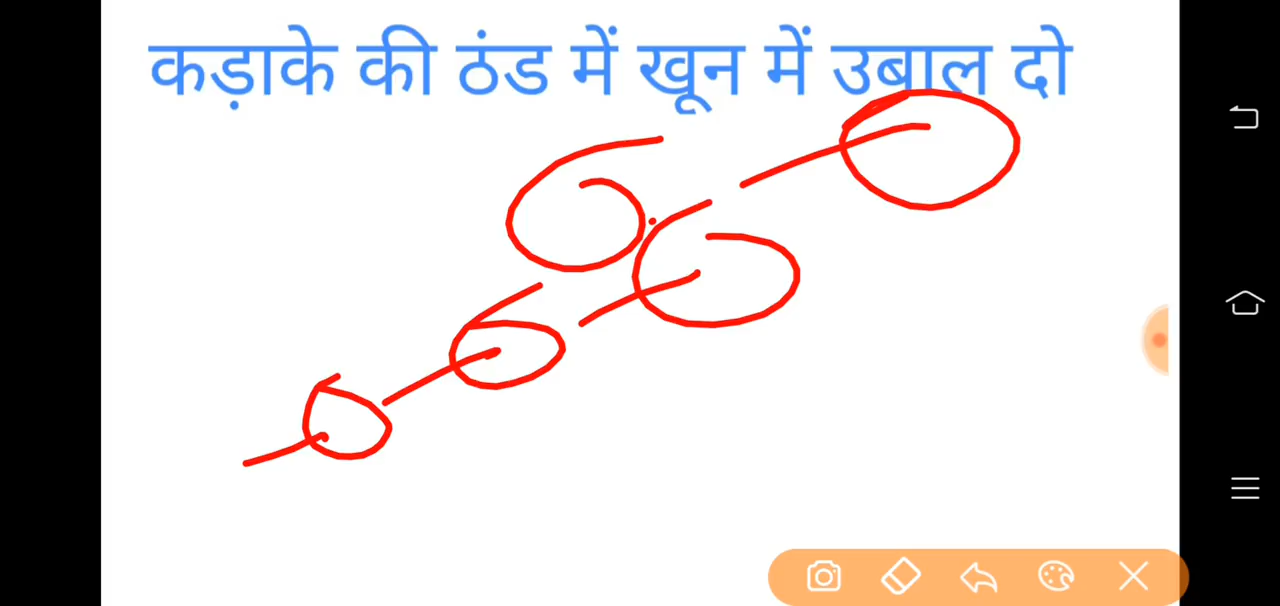 कड़ाके की ठंड में खून में उबाल दो